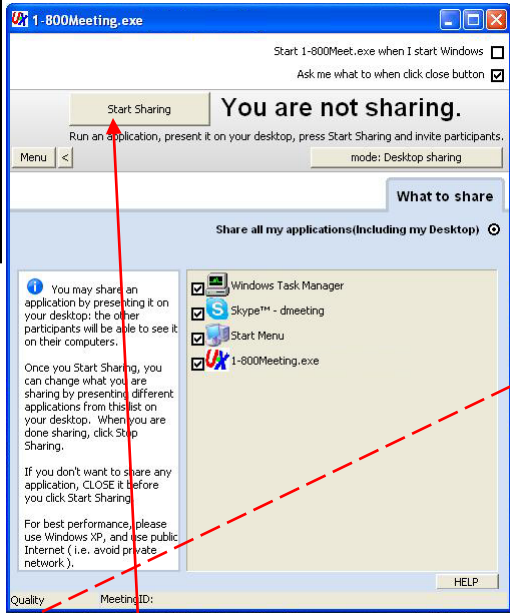 1-800Meeting.exe
Start 1-800Meet.exe when I start Windows
Ask me what to when click close button
Start Sharing
You are not sharing.
Run an application, present it on your desktop, press Start Sharing and invite participants.
Menu <
mode: Desktop sharing
What to share
Share all my applications(Including my Desktop)
You may share an
application by presenting it on
your desktop: the other
participants will be able to see it
on their computers.
Once you Start Sharing, you
can change what you are
sharing by presenting different
applications from this list on
your desktop. When you are
done sharing, click Stop
Sharing.
If you don't want to share any
application, CLOSE it before
you click Start Sharing.
For best performance, please
use Windows XP, and use public
Internet ( i.e. avoid private
network ).
Windows Task Manager
Skype™ - dmeeting
Start Menu
1-800Meeting.exe
HELP
Quality MeetingID: